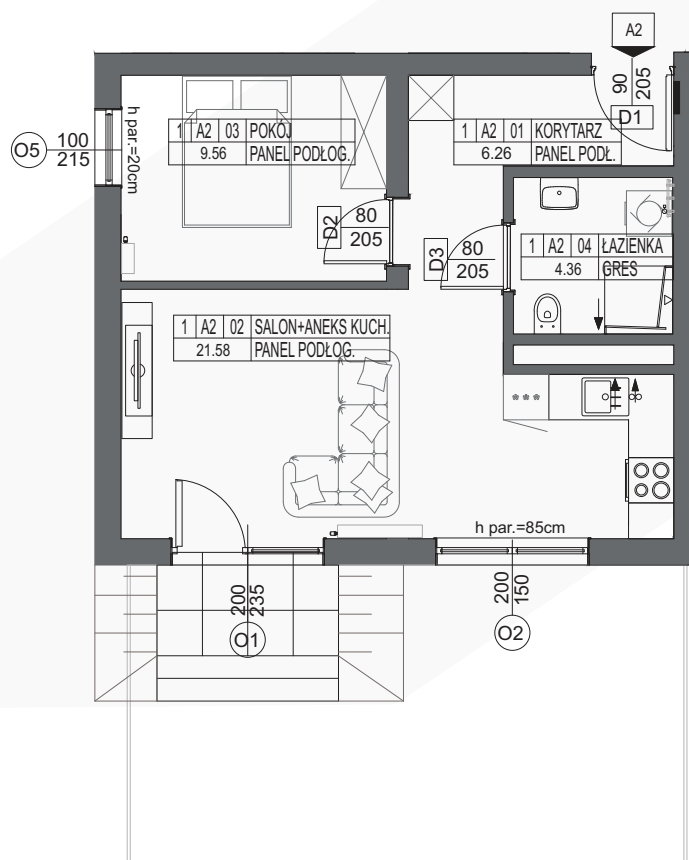 A2
90
205
D1
1 A2 03 POKÓJ
9.56 PANEL PODŁOG.
1 A2 01 KORYTARZ
6.26 PANEL PODŁ.
O5
100
215
h par.=20cm
D2
80
205
D3
80
205
1 A2 04 ŁAZIENKA
4.36 GRES
1 A2 02 SALON+ANEKS KUCH.
21.58 PANEL PODŁOG.
h par.=85cm
200
235
O1
200
150
O2